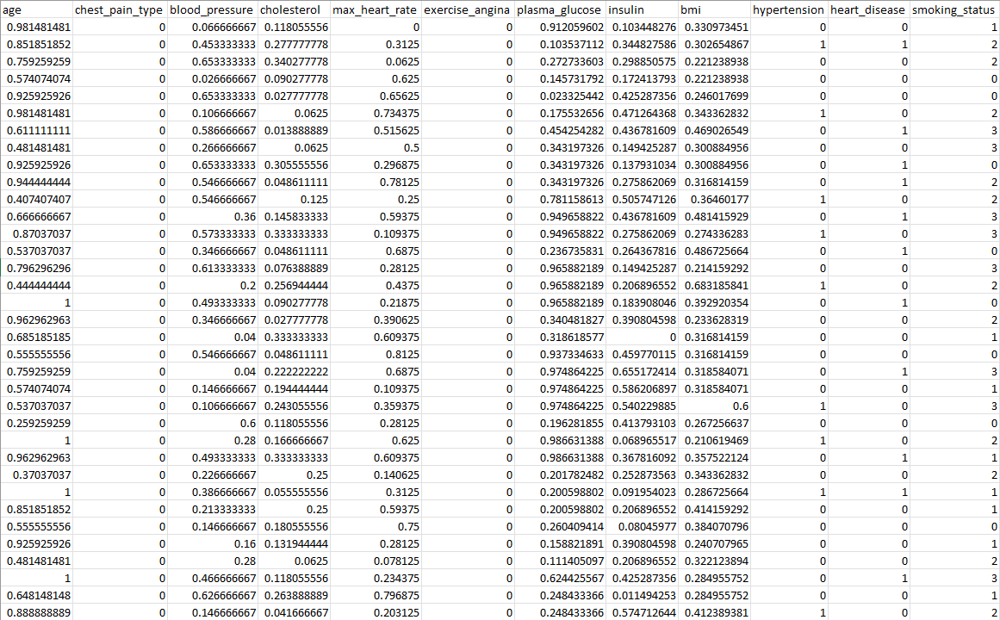 age chest_pain_type blood_pressure cholesterol max_heart_rate exercise_angina plasma_glucose insulin bmi hypertension heart_disease smoking_status
0.981481481 0 0.066666667 0.118055556 0 0 0.912059602 0.103448276 0.330973451 0 0 1
0.851851852 0 0.453333333 0.277777778 0.3125 0 0.103537112 0.344827586 0.302654867 1 1 2
0.759259259 0 0.653333333 0.340277778 0.0625 0 0.272733603 0.298850575 0.221238938 0 0 2
0.574074074 0 0.026666667 0.090277778 0.625 0 0.145731792 0.172413793 0.221238938 0 0 0
0.925925926 0 0.653333333 0.027777778 0.65625 0 0.023325442 0.425287356 0.246017699 0 0 0
0.981481481 0 0.106666667 0.0625 0.734375 0 0.175532656 0.471264368 0.343362832 1 0 2
0.611111111 0 0.586666667 0.013888889 0.515625 0 0.454254282 0.436781609 0.469026549 0 1 3
0.481481481 0 0.266666667 0.0625 0.5 0 0.343197326 0.149425287 0.300884956 0 0 3
0.925925926 0 0.653333333 0.305555556 0.296875 0 0.343197326 0.137931034 0.300884956 0 1 0
0.944444444 0 0.546666667 0.048611111 0.78125 0 0.343197326 0.275862069 0.316814159 0 1 2
0.407407407 0 0.546666667 0.125 0.25 0 0.781158613 0.505747126 0.36460177 1 0 2
0.666666667 0 0.36 0.145833333 0.59375 0 0.949658822 0.436781609 0.481415929 0 1 3
0.87037037 0 0.573333333 0.333333333 0.109375 0 0.949658822 0.275862069 0.274336283 1 0 3
0.537037037 0 0.346666667 0.048611111 0.6875 0 0.236735831 0.264367816 0.486725664 0 1 0
0.796296296 0 0.613333333 0.076388889 0.28125 0 0.965882189 0.149425287 0.214159292 0 0 3
0.444444444 0 0.2 0.256944444 0.4375 0 0.965882189 0.206896552 0.683185841 1 0 2
1 0 0.493333333 0.090277778 0.21875 0 0.965882189 0.183908046 0.392920354 0 1 0
0.962962963 0 0.346666667 0.027777778 0.390625 0 0.340481827 0.390804598 0.233628319 0 0 2
0.685185185 0 0.04 0.333333333 0.609375 0 0.318618577 0 0.316814159 0 0 1
0.555555556 0 0.546666667 0.048611111 0.8125 0 0.937334633 0.459770115 0.316814159 0 0 0
0.759259259 0 0.04 0.222222222 0.6875 0 0.974864225 0.655172414 0.318584071 0 1 3
0.574074074 0 0.146666667 0.194444444 0.109375 0 0.974864225 0.586206897 0.318584071 0 0 1
0.537037037 0 0.106666667 0.243055556 0.359375 0 0.974864225 0.540229885 0.6 1 0 3
0.259259259 0 0.6 0.118055556 0.28125 0 0.196281855 0.413793103 0.267256637 0 0 0
1 0 0.28 0.166666667 0.625 0 0.986631388 0.068965517 0.210619469 1 0 2
0.962962963 0 0.493333333 0.333333333 0.609375 0 0.986631388 0.367816092 0.357522124 0 1 1
0.37037037 0 0.226666667 0.25 0.140625 0 0.201782482 0.252873563 0.343362832 0 0 2
1 0 0.386666667 0.055555556 0.3125 0 0.200598802 0.091954023 0.286725664 1 1 1
0.851851852 0 0.213333333 0.25 0.59375 0 0.200598802 0.206896552 0.414159292 0 0 1
0.555555556 0 0.146666667 0.180555556 0.75 0 0.260409414 0.08045977 0.384070796 0 0 0
0.925925926 0 0.16 0.131944444 0.28125 0 0.158821891 0.390804598 0.240707965 0 0 1
0.481481481 0 0.28 0.0625 0.078125 0 0.111405097 0.206896552 0.322123894 0 0 2
1 0 0.466666667 0.118055556 0.234375 0 0.624425567 0.425287356 0.284955752 0 1 3
0.648148148 0 0.626666667 0.263888889 0.796875 0 0.248433366 0.011494253 0.284955752 0 0 1
0.888888889 0 0.146666667 0.041666667 0.203125 0 0.248433366 0.574712644 0.412389381 1 0 2